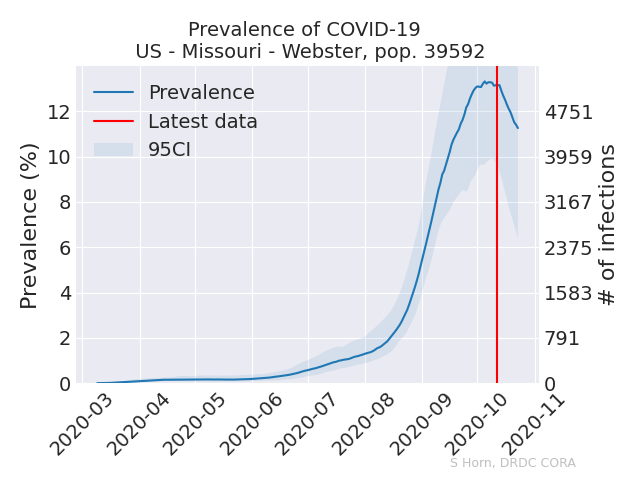 Prevalence of COVID-19
US - Missouri - Webster, pop. 39592
Prevalence
Latest data
95CI
Prevalence (%)
12
10
8
6
4
2
0
4751
3959
3167
2375
1583
791
0
# of infections
2020-03
2020-04
2020-05
2020-06
2020-07
2020-08
2020-09
2020-10
2020-11
S Horn, DRDC CORA